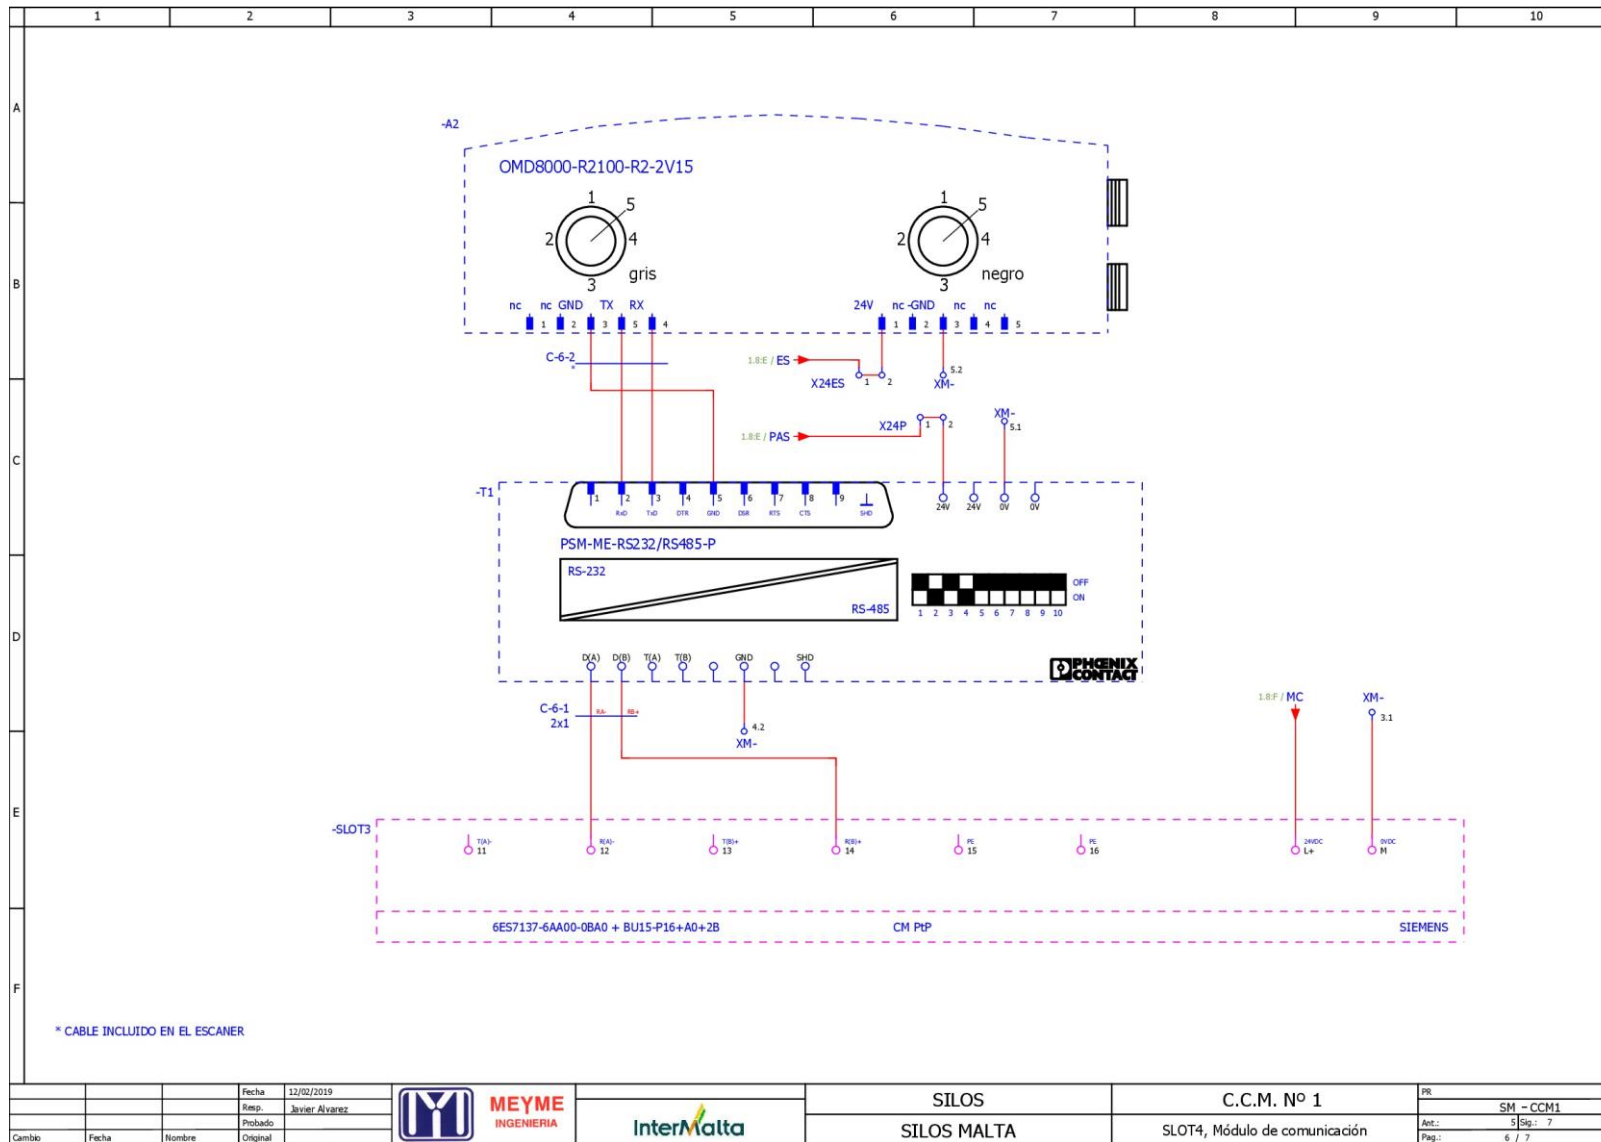 1 2 3 4 5 6 7 8 9 10
A
B
C
D
E
F
-A2
OMD8000-R2100-R2-2V15
1
5
2
4
3
gris
1
5
2
4
3
negro
nc nc GND TX RX
1 2 3 5 4
24V nc -GND nc nc
1 2 3 4 5
C-6-2
*
1.8:E / ES
X24ES 1 2
5.2
XM-
1.8:E / PAS
X24P 1 2
XM-
5.1
-T1
1 2 3 4 5 6 7 8 9
RxD TxD DTR GND DSR RTS CTS SHD
24V 24V 0V 0V
PSM-ME-RS232/RS485-P
RS-232
RS-485
OFF
ON
1 2 3 4 5 6 7 8 9 10
D(A) D(B) T(A) T(B) GND SHD
PHŒNIX
CONTACT
C-6-1
2x1
RA- RB+
4.2
XM-
1.8:F / MC
XM-
3.1
-SLOT3
T(A)-
11
R(A)-
12
T(B)+
13
R(B)+
14
PE
15
PE
16
24VDC
L+
0VDC
M
6ES7137-6AA00-0BA0 + BU15-P16+A0+2B
CM PtP
SIEMENS
* CABLE INCLUIDO EN EL ESCANER
Cambio Fecha Nombre
Fecha 12/02/2019
Resp. Javier Alvarez
Probado
Original
MEYME
INGENIERIA
InterMalta
SILOS
SILOS MALTA
C.C.M. Nº 1
SLOT4, Módulo de comunicación
PR
SM - CCM1
Ant.: 5 Sig.: 7
Pag.: 6 / 7